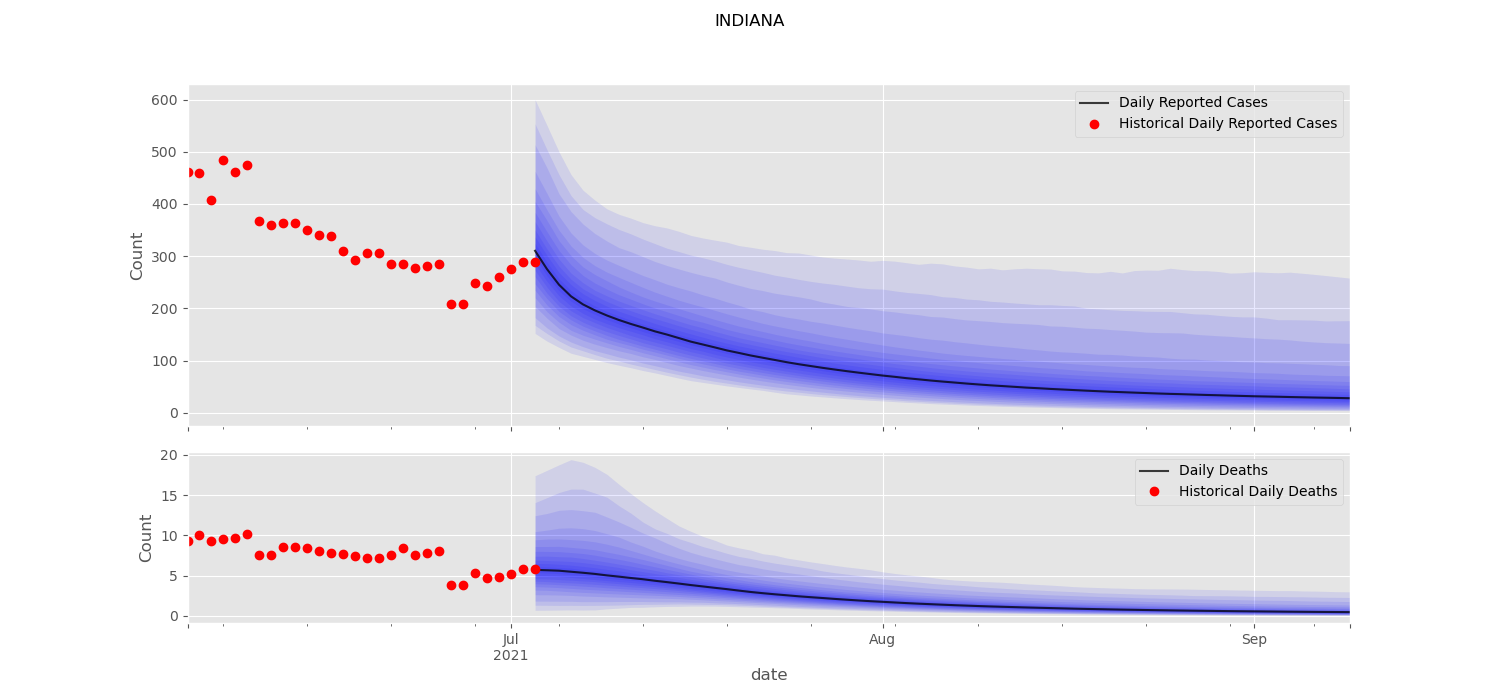 INDIANA
600
500
400
300
200
100
0
Count
Daily Reported Cases
Historical Daily Reported Cases
20
15
10
5
0
Count
Daily Deaths
Historical Daily Deaths
Jul
2021
Aug
Sep
date